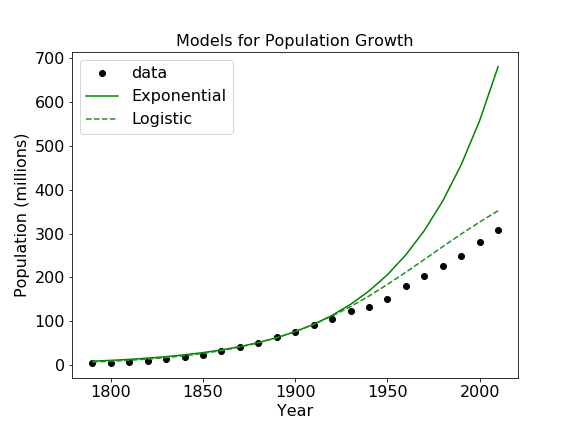 Models for Population Growth
700
600
500
400
300
200
100
0
Population (millions)
data
Exponential
Logistic
1800
1850
1900
1950
2000
Year